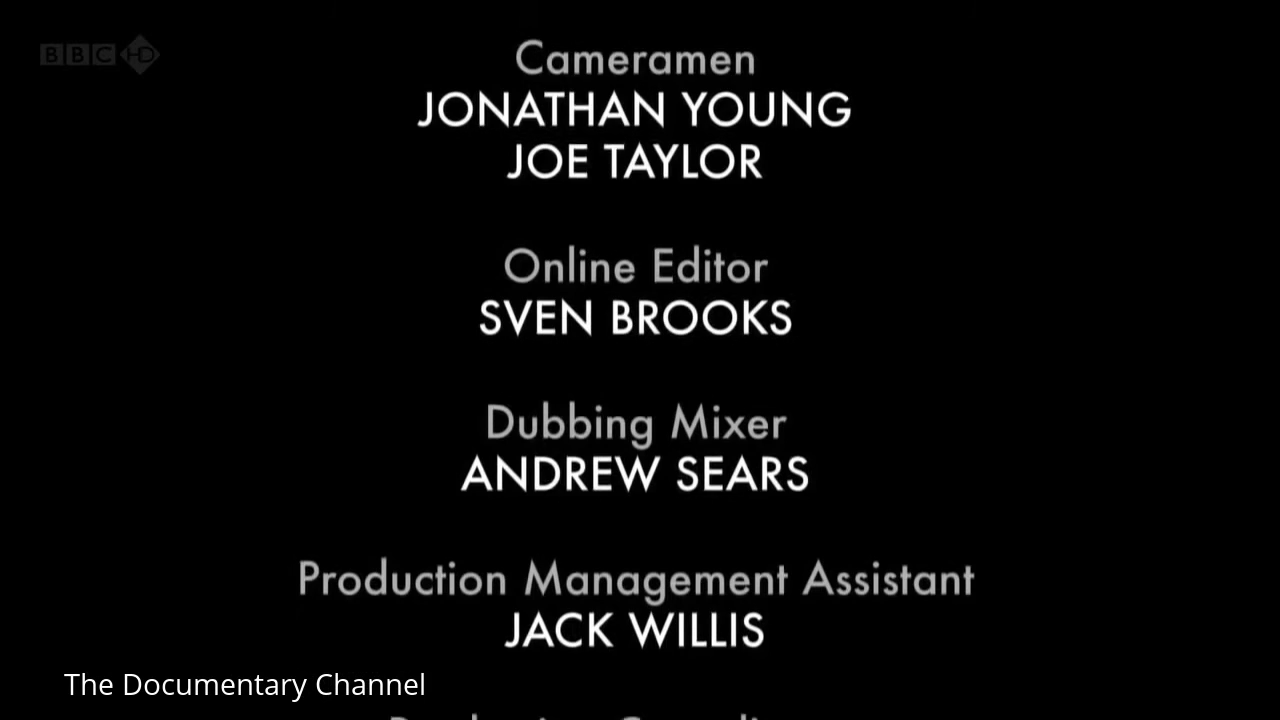 BBC HD
Cameramen
JONATHAN YOUNG
JOE TAYLOR
Online Editor
SVEN BROOKS
Dubbing Mixer
ANDREW SEARS
Production Management Assistant
JACK WILLIS
The Documentary Channel